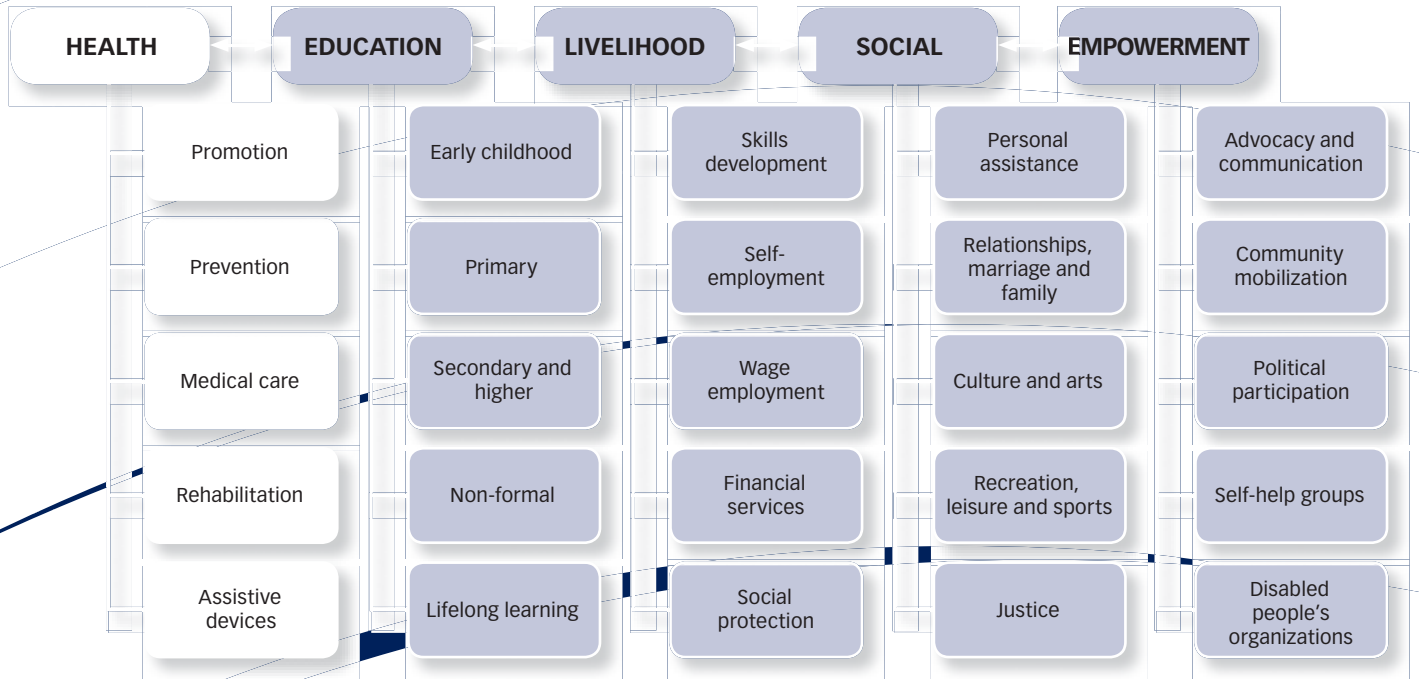 HEALTH
EDUCATION
LIVELIHOOD
SOCIAL
EMPOWERMENT
Promotion
Prevention
Medical care
Rehabilitation
Assistive
devices
Early childhood
Primary
Secondary and
higher
Non-formal
Lifelong learning
Skills
development
Self-
employment
Wage
employment
Financial
services
Social
protection
Personal
assistance
Relationships,
marriage and
family
Culture and arts
Recreation,
leisure and sports
Justice
Advocacy and
communication
Community
mobilization
Political
participation
Self-help groups
Disabled
people’s
organizations